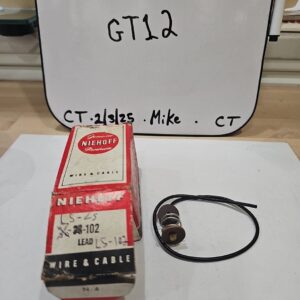 GT12
CT • 2/3/25 • Mike • CT
Genuine
NIEHOFF
Products
WIRE & CABLE
NIEHOFF
LS-25
36-102
LEAD LS-102
WIRE & CABLE